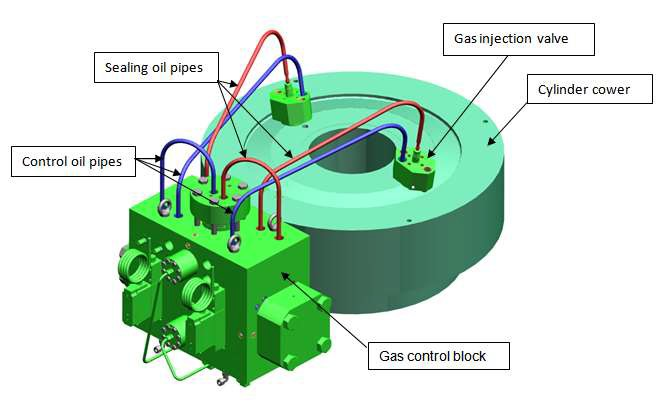 Gas injection valve
Sealing oil pipes
Cylinder cower
Control oil pipes
Gas control block